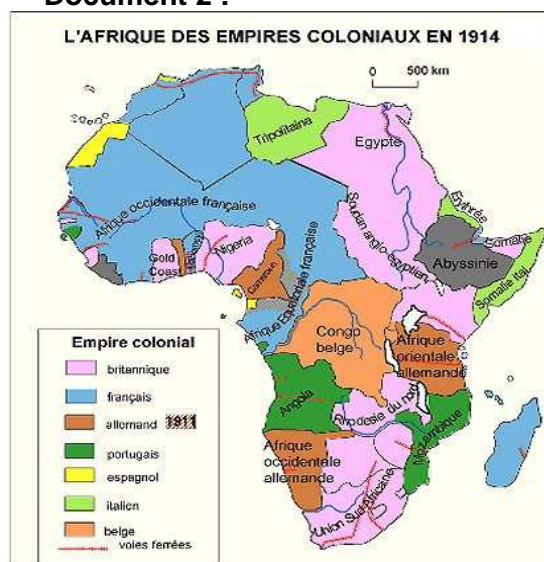 Document 2 :
L'AFRIQUE DES EMPIRES COLONIAUX EN 1914
0 500 km
Tripolitaine
Egypte
Afrique occidentale française
Soudan anglo-égyptien
Erythrée
Somalie
Gold
Coast
Nigeria
Cameroun
Abyssinie
Somalie Ital
Afrique Equatoriale française
Congo
belge
Afrique
orientale
allemande
Angola
Rhodésie du nord
Mozambique
Afrique
occidentale
allemande
Union Sud Africaine
Empire colonial
britannique
français
allemand 1911
portugais
espagnol
italien
belge
voies ferrées